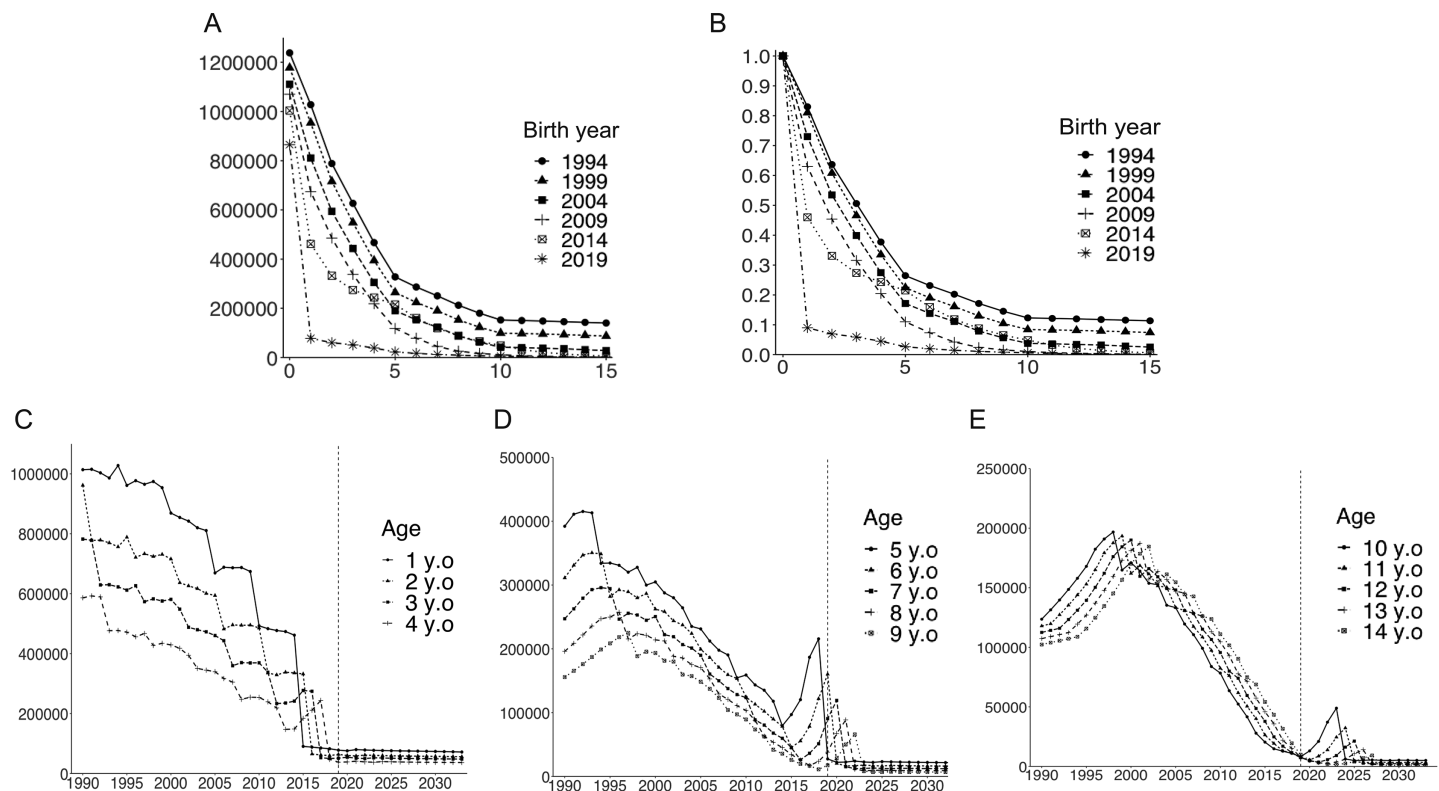 A
1200000
1000000
800000
600000
400000
200000
0
0 5 10 15
Birth year
1994
1999
2004
2009
2014
2019
B
1.0
0.9
0.8
0.7
0.6
0.5
0.4
0.3
0.2
0.1
0.0
0 5 10 15
Birth year
1994
1999
2004
2009
2014
2019
C
1000000
800000
600000
400000
200000
0
1990 1995 2000 2005 2010 2015 2020 2025 2030
Age
1 y.o
2 y.o
3 y.o
4 y.o
D
500000
400000
300000
200000
100000
0
1990 1995 2000 2005 2010 2015 2020 2025 2030
Age
5 y.o
6 y.o
7 y.o
8 y.o
9 y.o
E
250000
200000
150000
100000
50000
0
1990 1995 2000 2005 2010 2015 2020 2025 2030
Age
10 y.o
11 y.o
12 y.o
13 y.o
14 y.o